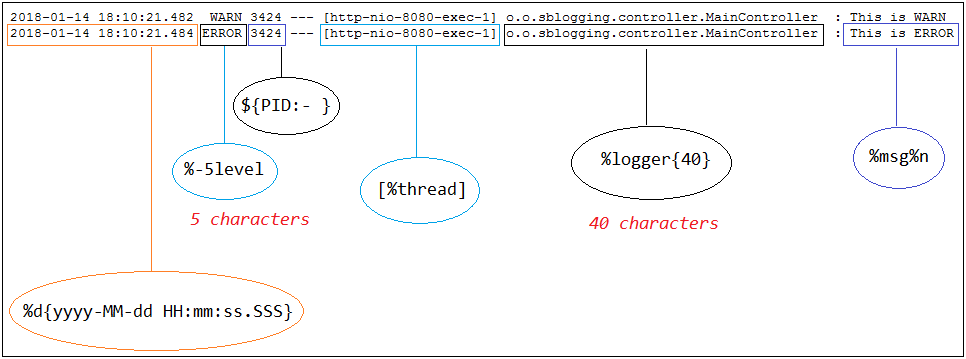 2018-01-14 18:10:21.482  WARN 3424 --- [http-nio-8080-exec-1] o.o.sblogging.controller.MainController  : This is WARN
2018-01-14 18:10:21.484 ERROR 3424 --- [http-nio-8080-exec-1] o.o.sblogging.controller.MainController  : This is ERROR
${PID:- }
%-5level
[%thread]
%logger{40}
%msg%n
5 characters
40 characters
%d{yyyy-MM-dd HH:mm:ss.SSS}